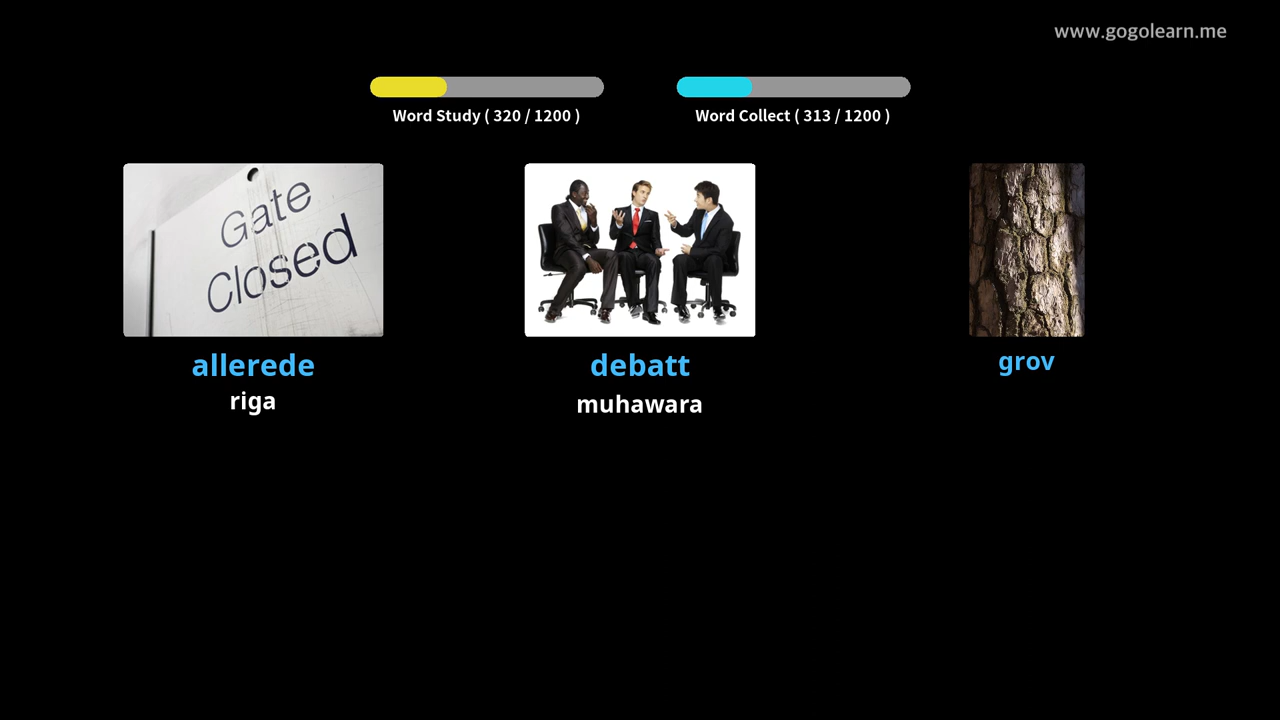 www.gogolearn.me
Word Study ( 320 / 1200 )
Word Collect ( 313 / 1200 )
Gate
Closed
allerede
riga
debatt
muhawara
grov